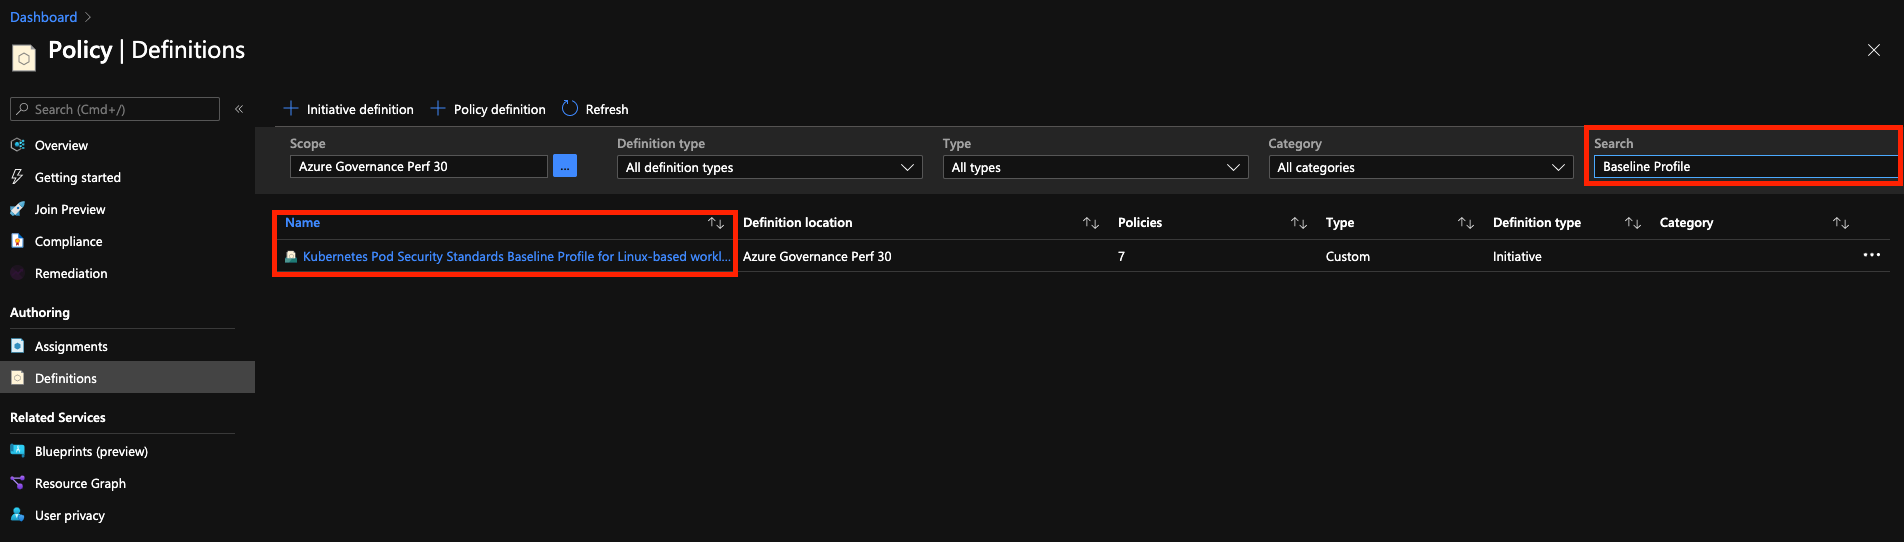 Dashboard
Policy | Definitions
Search (Cmd+/)
Overview
Getting started
Join Preview
Compliance
Remediation
Authoring
Assignments
Definitions
Related Services
Blueprints (preview)
Resource Graph
User privacy
Initiative definition Policy definition Refresh
Scope Definition type Type Category Search
Azure Governance Perf 30 ... All definition types All types All categories Baseline Profile
Name Definition location Policies Type Definition type Category
Kubernetes Pod Security Standards Baseline Profile for Linux-based workl... Azure Governance Perf 30 7 Custom Initiative